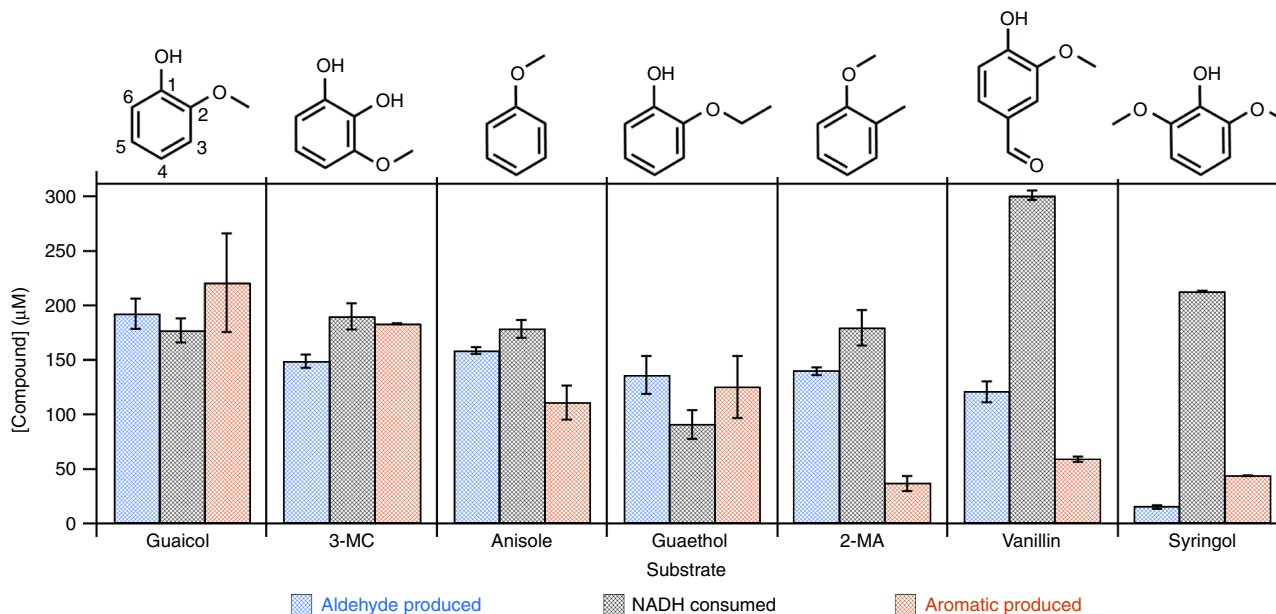 OH
1
2
3
4
5
6
O
OH
OH
O
O
OH
O
O
OH
O
O
OH
O
O
[Compound] (μM)
300
250
200
150
100
50
0
Guaicol 3-MC Anisole Guaethol 2-MA Vanillin Syringol
Substrate
Aldehyde produced NADH consumed Aromatic produced